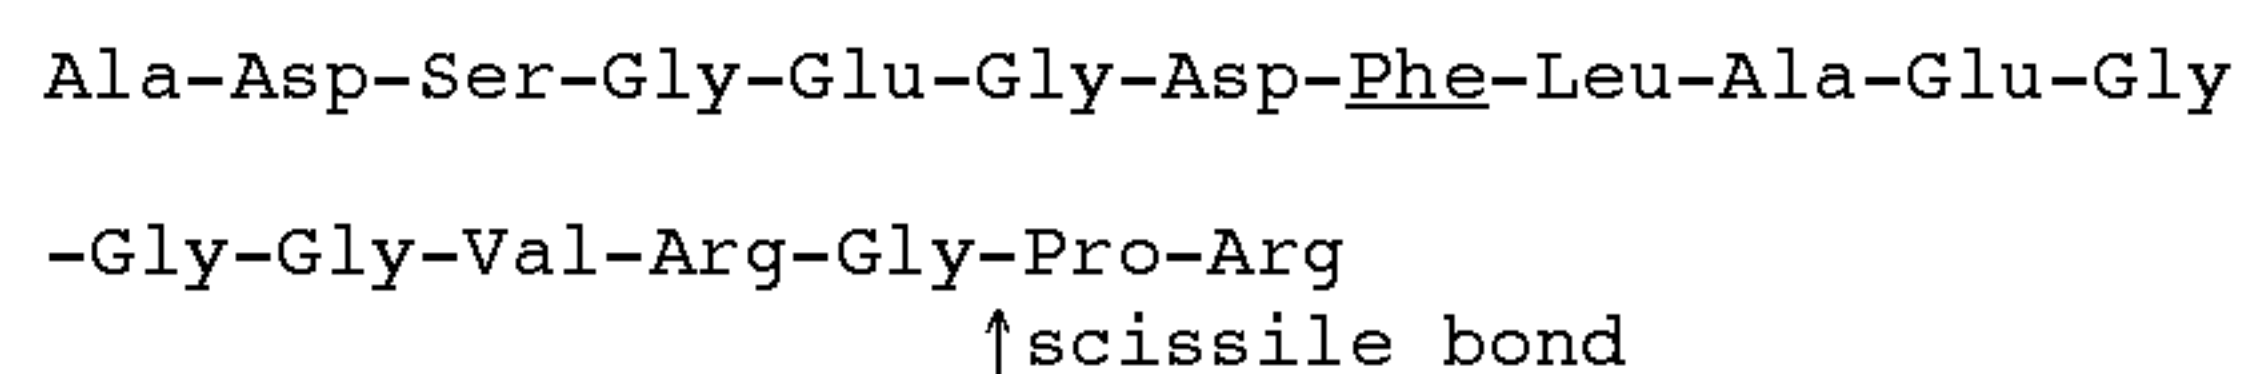 Ala-Asp-Ser-Gly-Glu-Gly-Asp-Phe-Leu-Ala-Glu-Gly
-Gly-Gly-Val-Arg-Gly-Pro-Arg
↑scissile bond